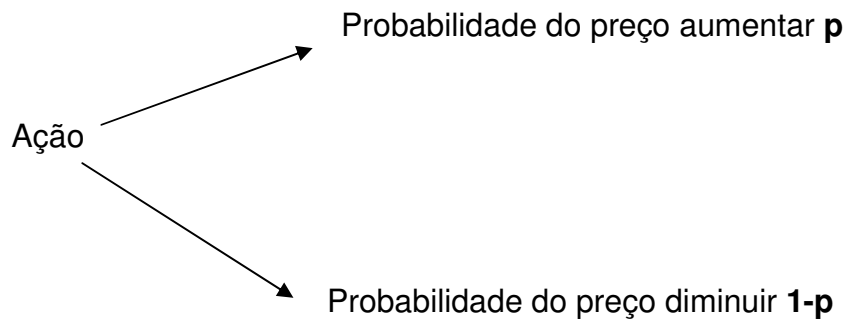 Probabilidade do preço aumentar p
Ação
Probabilidade do preço diminuir 1-p